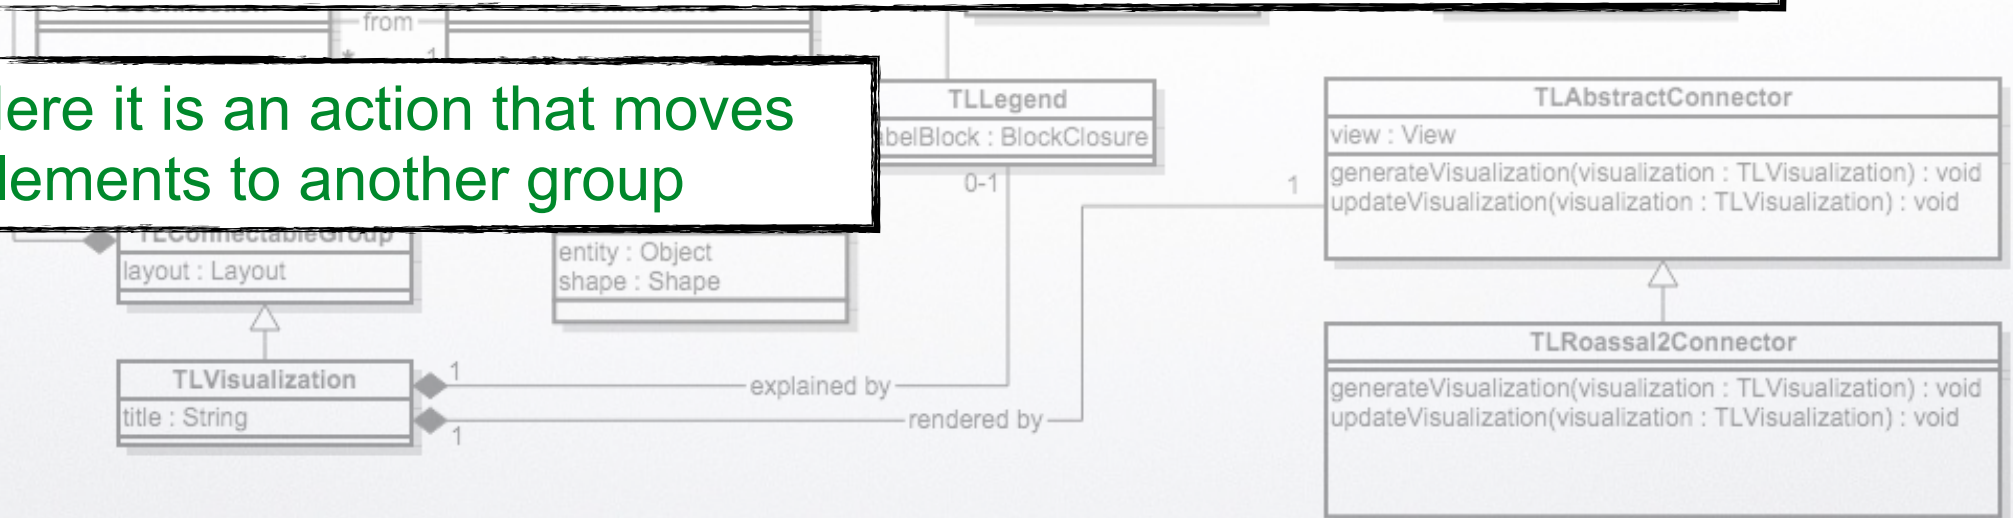 from
* 1
ere it is an action that moves
lements to another group
TLLegend
abelBlock : BlockClosure
0-1
1
TLAbstractConnector
view : View
generateVisualization(visualization : TLVisualization) : void
updateVisualization(visualization : TLVisualization) : void
TLConnectableGroup
layout : Layout
entity : Object
shape : Shape
TLVisualization
title : String
1
explained by
1
rendered by
TLRoassal2Connector
generateVisualization(visualization : TLVisualization) : void
updateVisualization(visualization : TLVisualization) : void